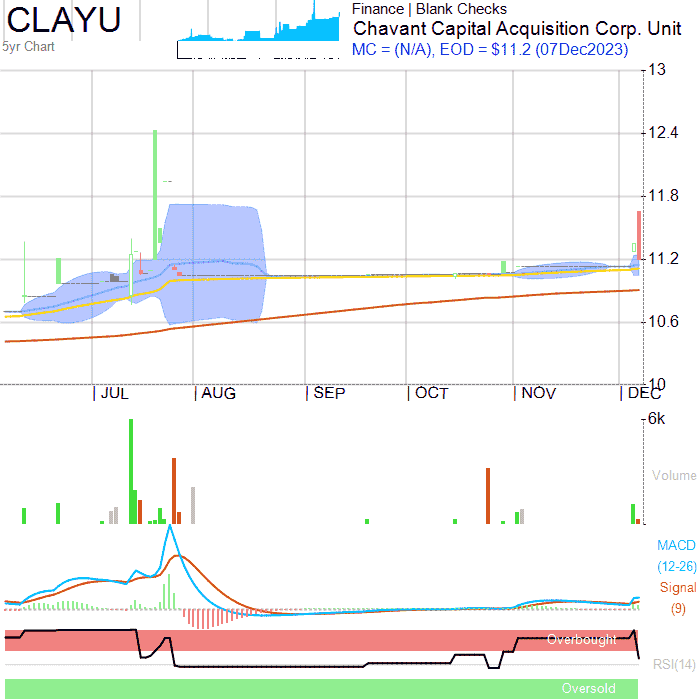 CLAYU
5yr Chart
Finance | Blank Checks
Chavant Capital Acquisition Corp. Unit
MC = (N/A), EOD = $11.2 (07Dec2023)
13
12.4
11.8
11.2
10.6
10
JUL AUG SEP OCT NOV DEC
6k
Volume
MACD
(12-26)
Signal
(9)
Overbought
RSI(14)
Oversold